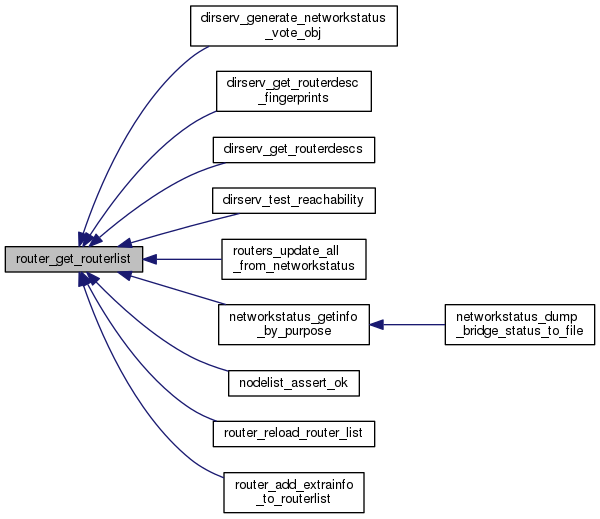 dirserv_generate_networkstatus
_vote_obj
dirserv_get_routerdesc
_fingerprints
dirserv_get_routerdescs
dirserv_test_reachability
router_get_routerlist
routers_update_all
_from_networkstatus
networkstatus_getinfo
_by_purpose
networkstatus_dump
_bridge_status_to_file
nodelist_assert_ok
router_reload_router_list
router_add_extrainfo
_to_routerlist